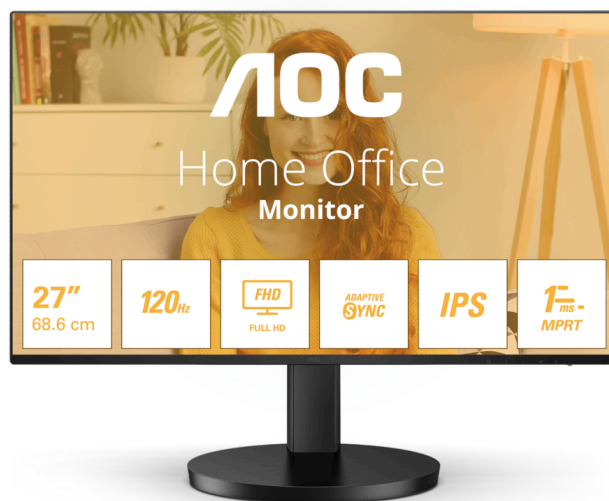 AOC
Home Office
Monitor
27"
68.6 cm
120Hz
FHD
FULL HD
ADAPTIVE
SYNC
IPS
1ms
MPRT